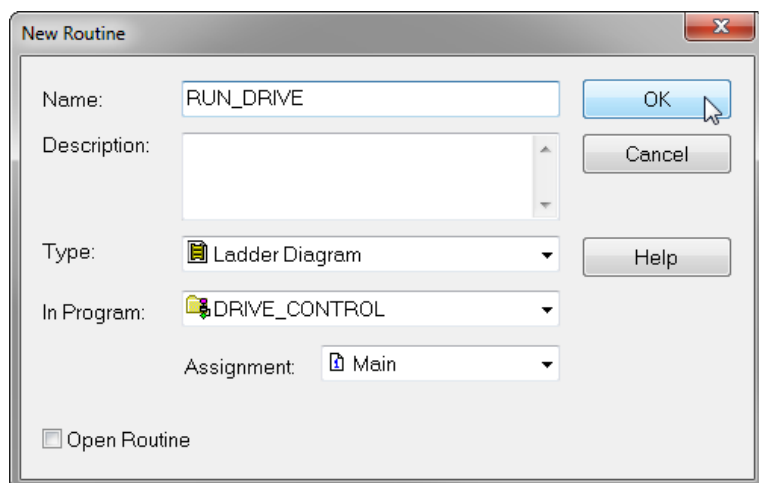 New Routine
Name: RUN_DRIVE OK
Description: Cancel
Type: Ladder Diagram Help
In Program: DRIVE_CONTROL
Assignment: Main
Open Routine